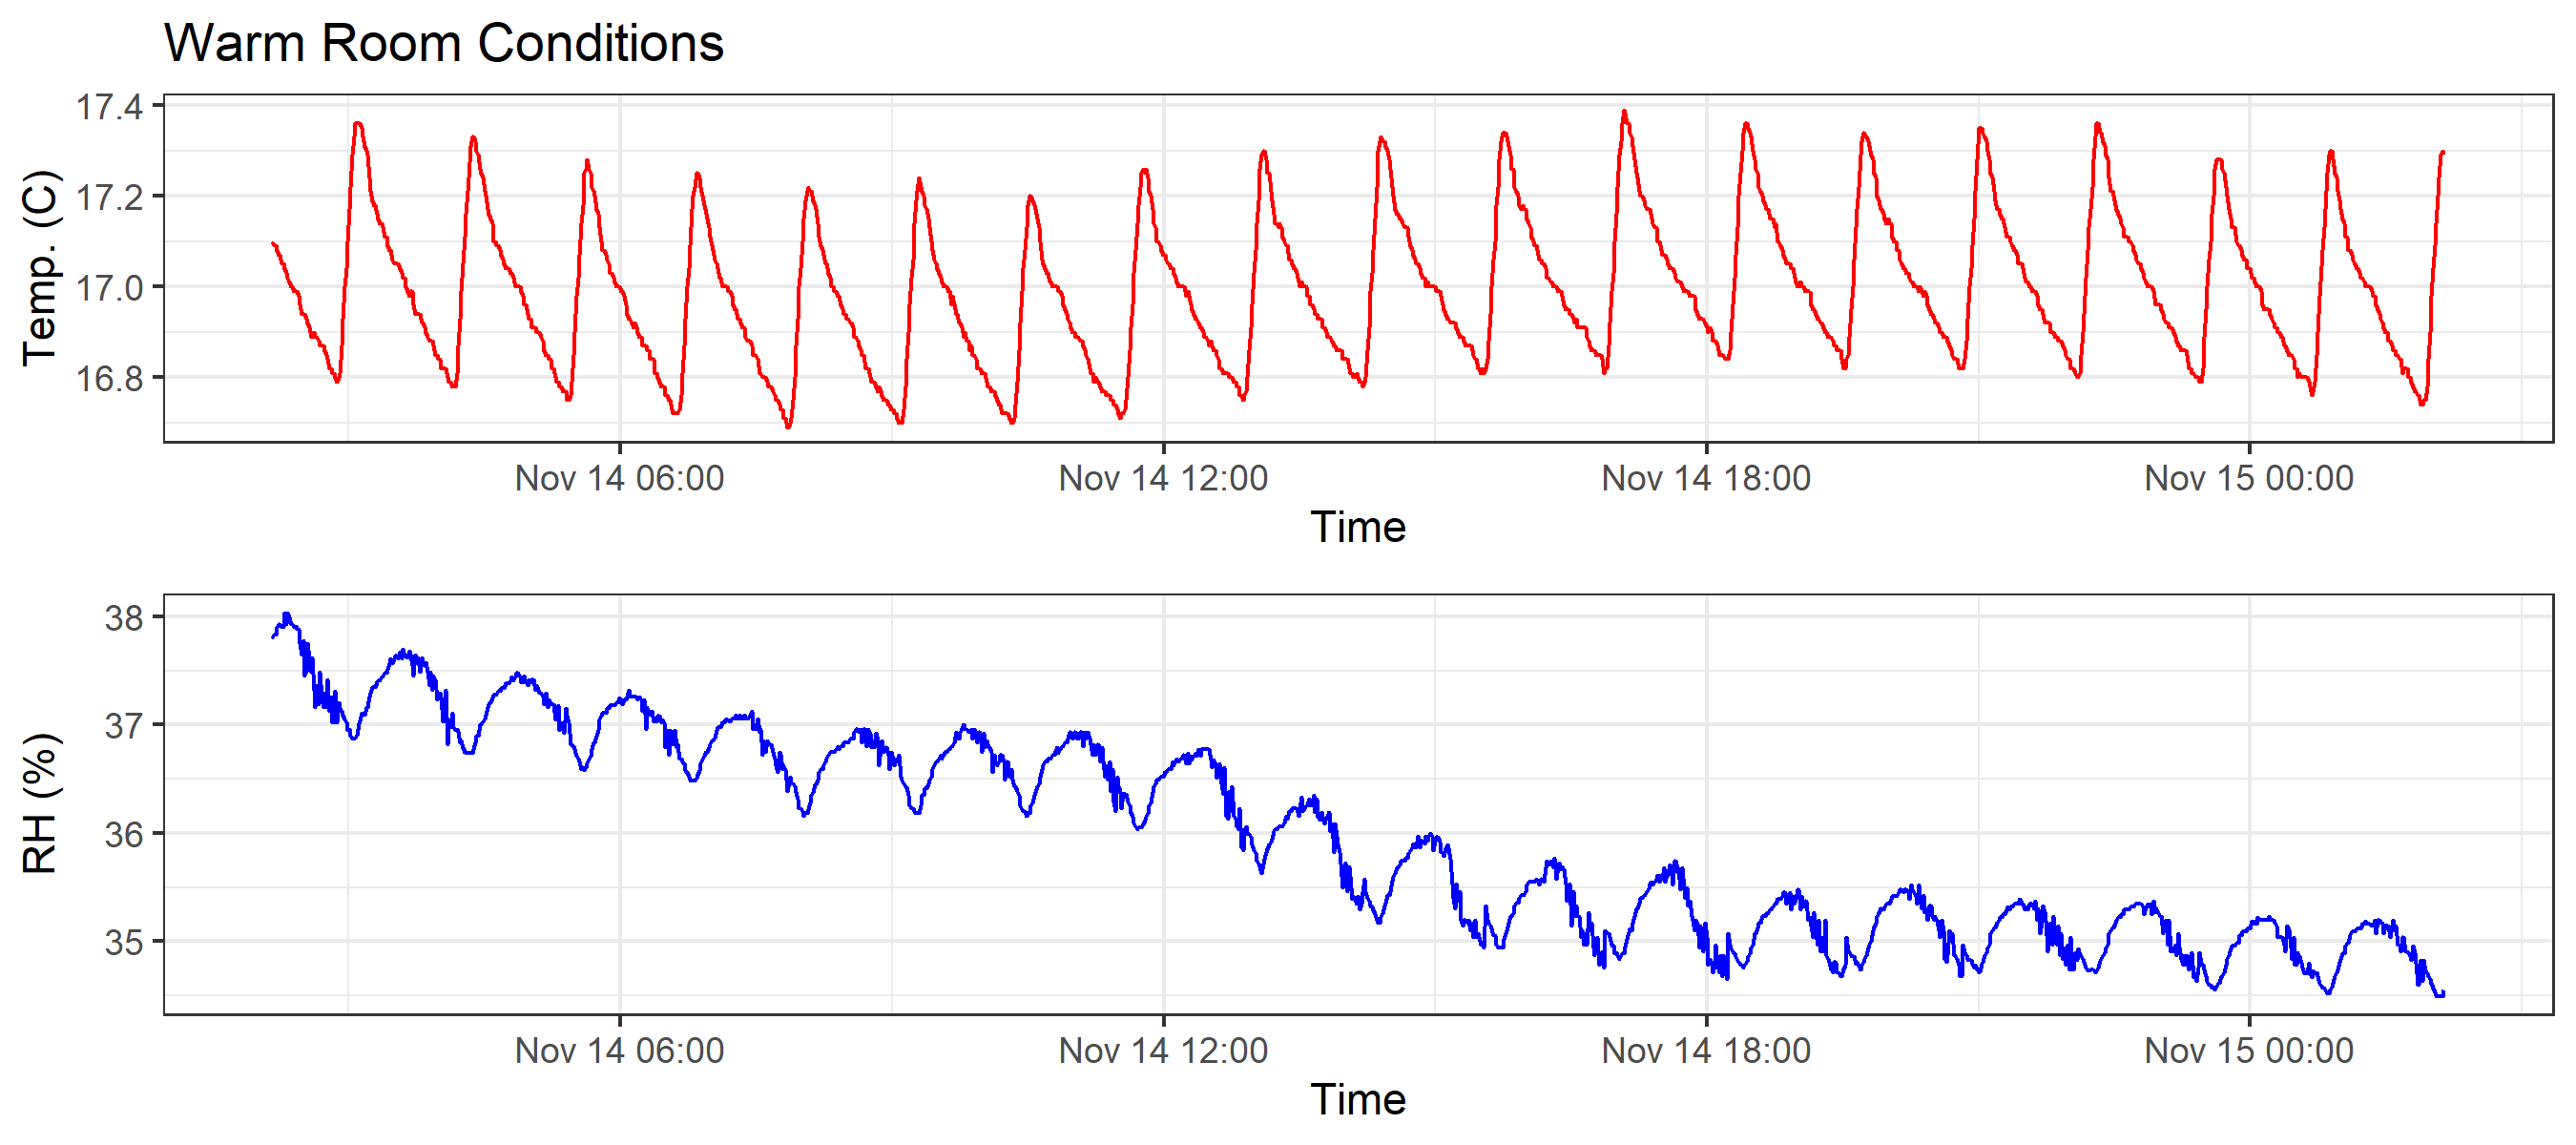 Warm Room Conditions
17.4
17.2
17.0
16.8
Temp. (C)
Nov 14 06:00 Nov 14 12:00 Nov 14 18:00 Nov 15 00:00
Time
38
37
36
35
RH (%)
Nov 14 06:00 Nov 14 12:00 Nov 14 18:00 Nov 15 00:00
Time